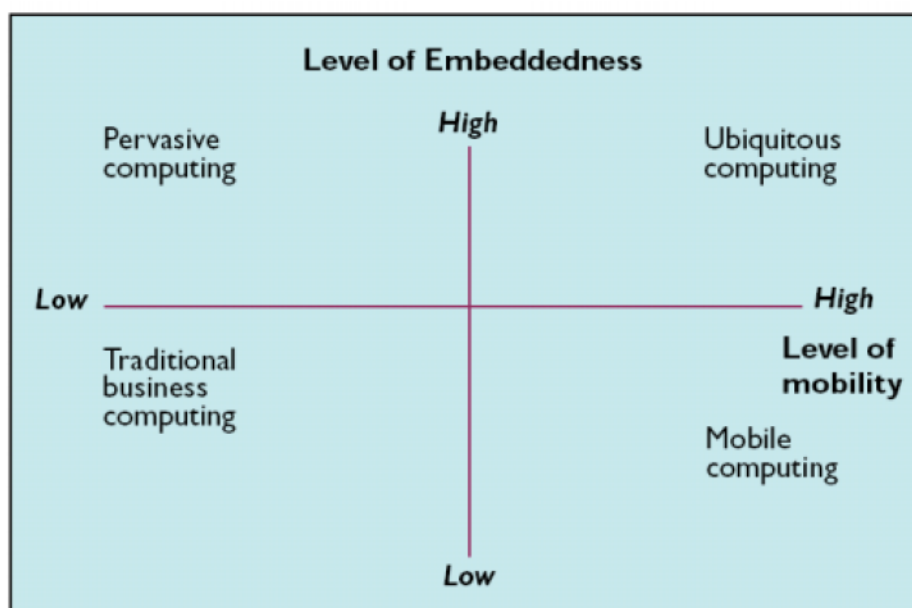 Level of Embeddedness
High
Pervasive
computing
Ubiquitous
computing
Low
High
Traditional
business
computing
Level of
mobility
Mobile
computing
Low